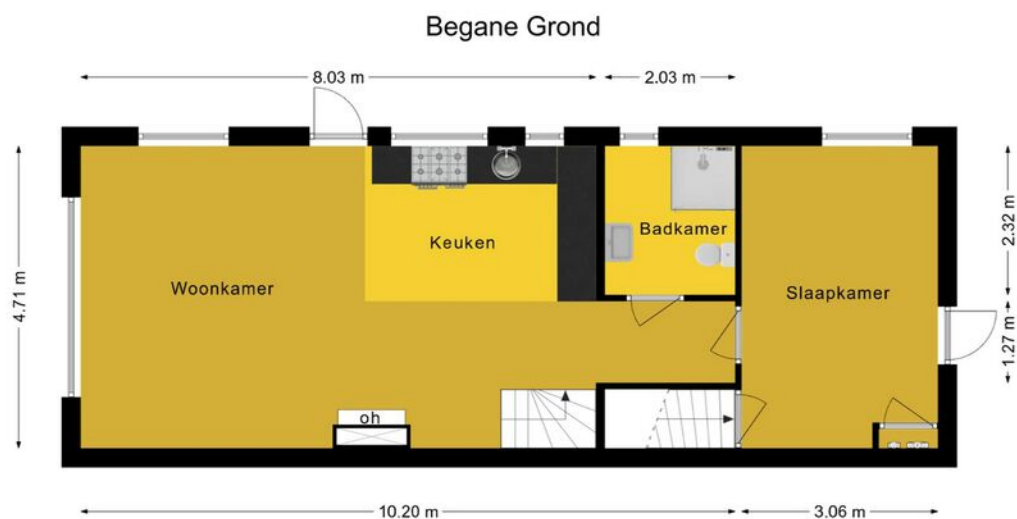 Begane Grond
8.03 m
2.03 m
4.71 m
Woonkamer
Keuken
Badkamer
Slaapkamer
2.32 m
1.27 m
oh
10.20 m
3.06 m